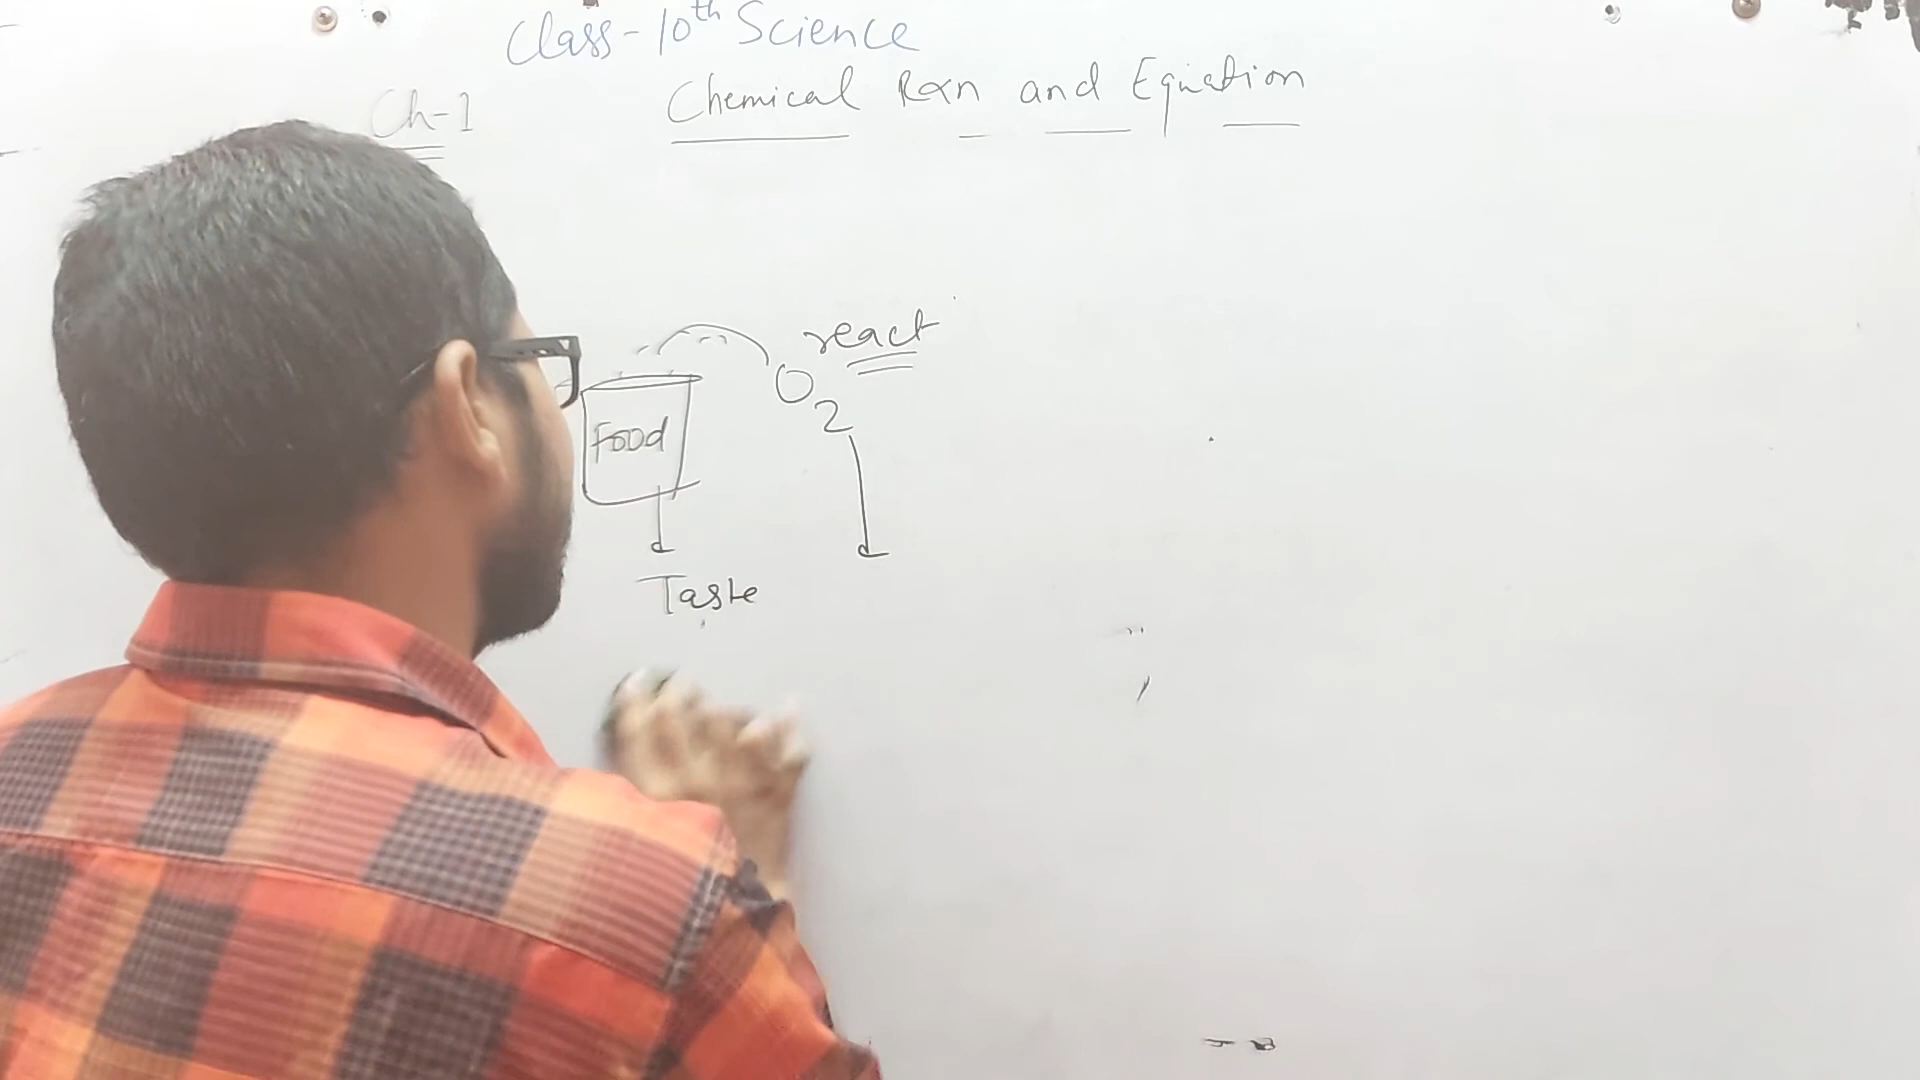 Class-10th Science
Ch-1 Chemical Rxn and Equation
react
O2
Food
Taste